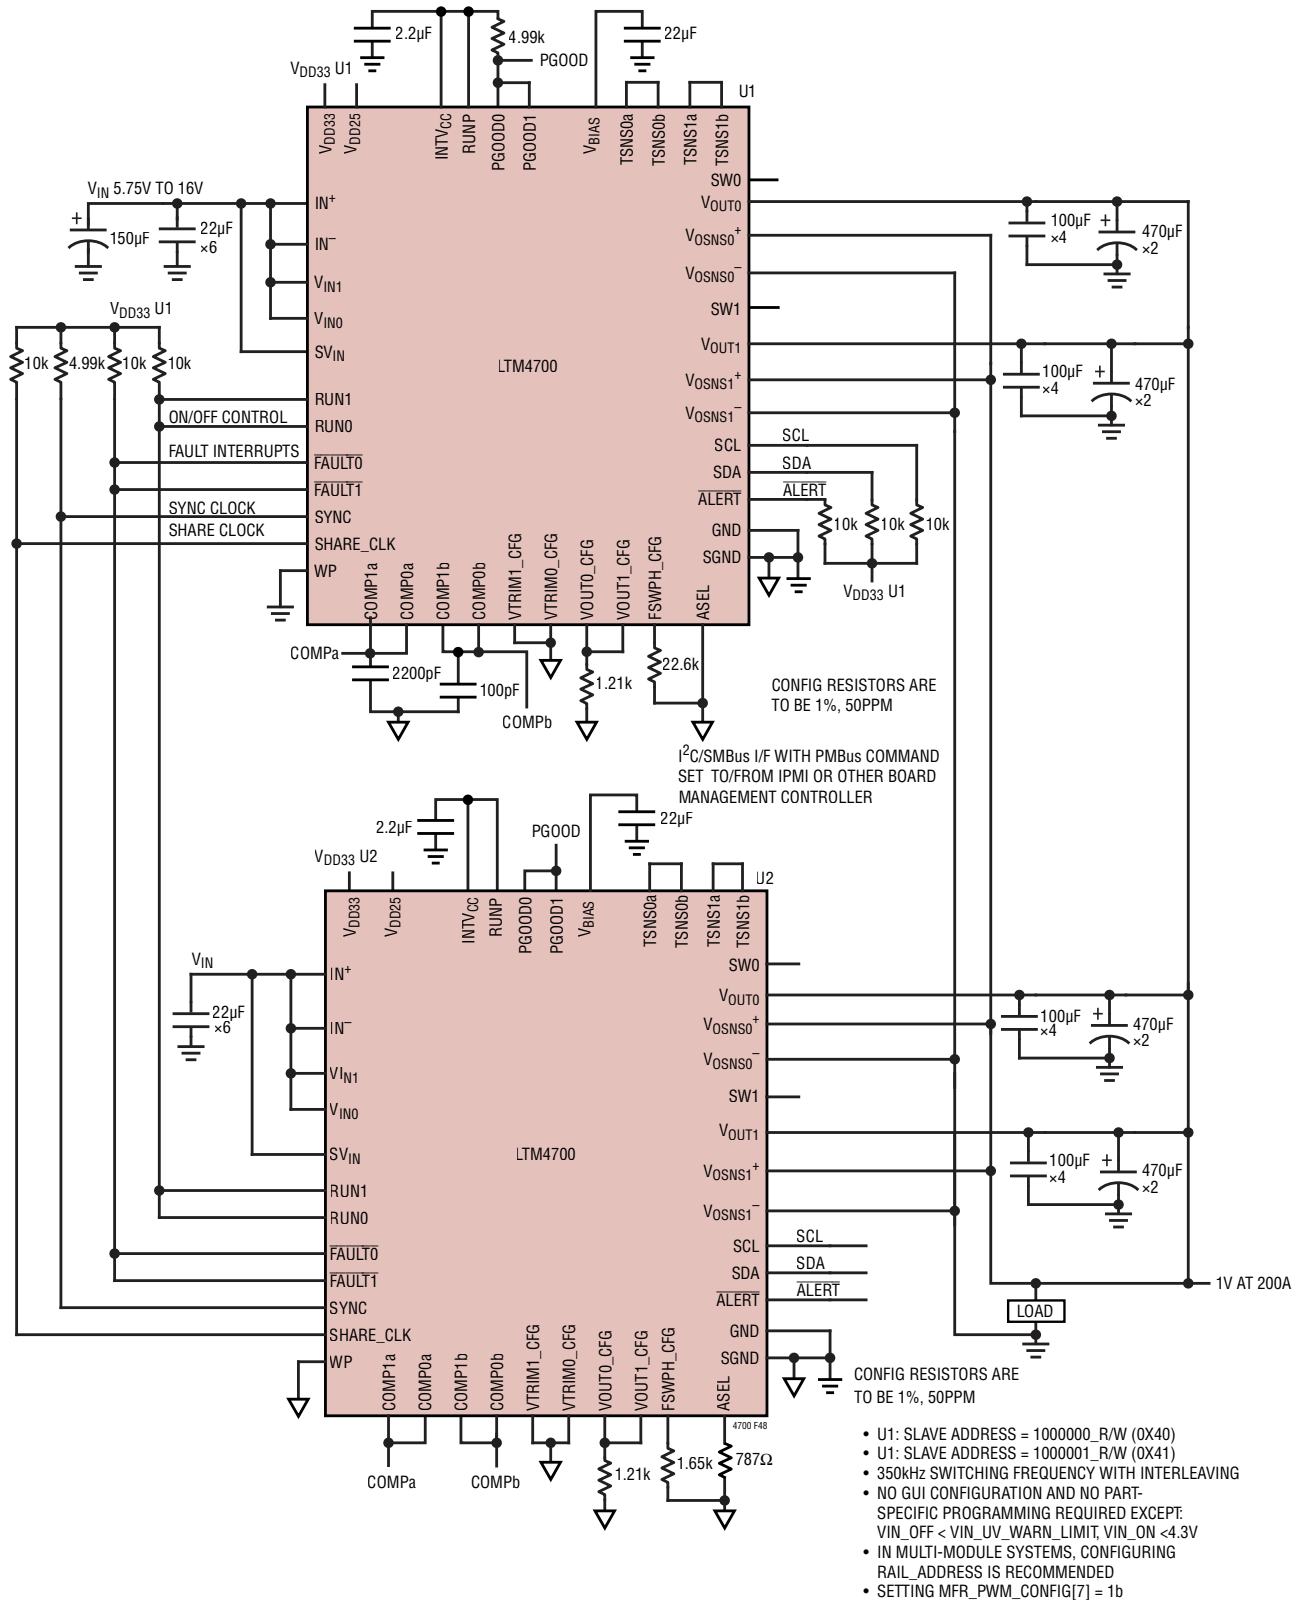 2.2µF
4.99k
22µF
PGOOD
VDD33 U1
U1
VDD33
VDD25
INTVCC
RUNP
PGOOD0
PGOOD1
VBIAS
TSNS0a
TSNS0b
TSNS1a
TSNS1b
VIN 5.75V TO 16V
+
150µF
22µF
×6
IN+
IN–
VIN1
VIN0
SVIN
SW0
VOUT0
VOSNS0+
VOSNS0–
SW1
VOUT1
VOSNS1+
VOSNS1–
100µF
×4
+
470µF
×2
100µF
×4
+
470µF
×2
VDD33 U1
10k
4.99k
10k
10k
LTM4700
RUN1
ON/OFF CONTROL
RUN0
FAULT INTERRUPTS
FAULT0
FAULT1
SYNC CLOCK
SYNC
SHARE CLOCK
SHARE_CLK
WP
SCL
SCL
SDA
SDA
ALERT
ALERT
GND
SGND
10k
10k
10k
VDD33 U1
COMP1a
COMP0a
COMP1b
COMP0b
VTRIM1_CFG
VTRIM0_CFG
VOUT0_CFG
VOUT1_CFG
FSWPH_CFG
ASEL
COMPa
2200pF
100pF
COMPb
1.21k
22.6k
CONFIG RESISTORS ARE
TO BE 1%, 50PPM
I2C/SMBus I/F WITH PMBus COMMAND
SET TO/FROM IPMI OR OTHER BOARD
MANAGEMENT CONTROLLER
2.2µF
PGOOD
22µF
VDD33 U2
U2
VDD33
VDD25
INTVCC
RUNP
PGOOD0
PGOOD1
VBIAS
TSNS0a
TSNS0b
TSNS1a
TSNS1b
VIN
22µF
×6
IN+
IN–
VIN1
VIN0
SVIN
SW0
VOUT0
VOSNS0+
VOSNS0–
SW1
VOUT1
VOSNS1+
VOSNS1–
100µF
×4
+
470µF
×2
100µF
×4
+
470µF
×2
LTM4700
RUN1
RUN0
FAULT0
FAULT1
SYNC
SHARE_CLK
WP
SCL
SCL
SDA
SDA
ALERT
ALERT
GND
SGND
1V AT 200A
LOAD
COMP1a
COMP0a
COMP1b
COMP0b
VTRIM1_CFG
VTRIM0_CFG
VOUT0_CFG
VOUT1_CFG
FSWPH_CFG
ASEL
4700 F48
COMPa
COMPb
1.21k
1.65k
787Ω
CONFIG RESISTORS ARE
TO BE 1%, 50PPM
• U1: SLAVE ADDRESS = 1000000_R/W (0X40)
• U1: SLAVE ADDRESS = 1000001_R/W (0X41)
• 350kHz SWITCHING FREQUENCY WITH INTERLEAVING
• NO GUI CONFIGURATION AND NO PART-
SPECIFIC PROGRAMMING REQUIRED EXCEPT:
VIN_OFF < VIN_UV_WARN_LIMIT, VIN_ON <4.3V
• IN MULTI-MODULE SYSTEMS, CONFIGURING
RAIL_ADDRESS IS RECOMMENDED
• SETTING MFR_PWM_CONFIG[7] = 1b